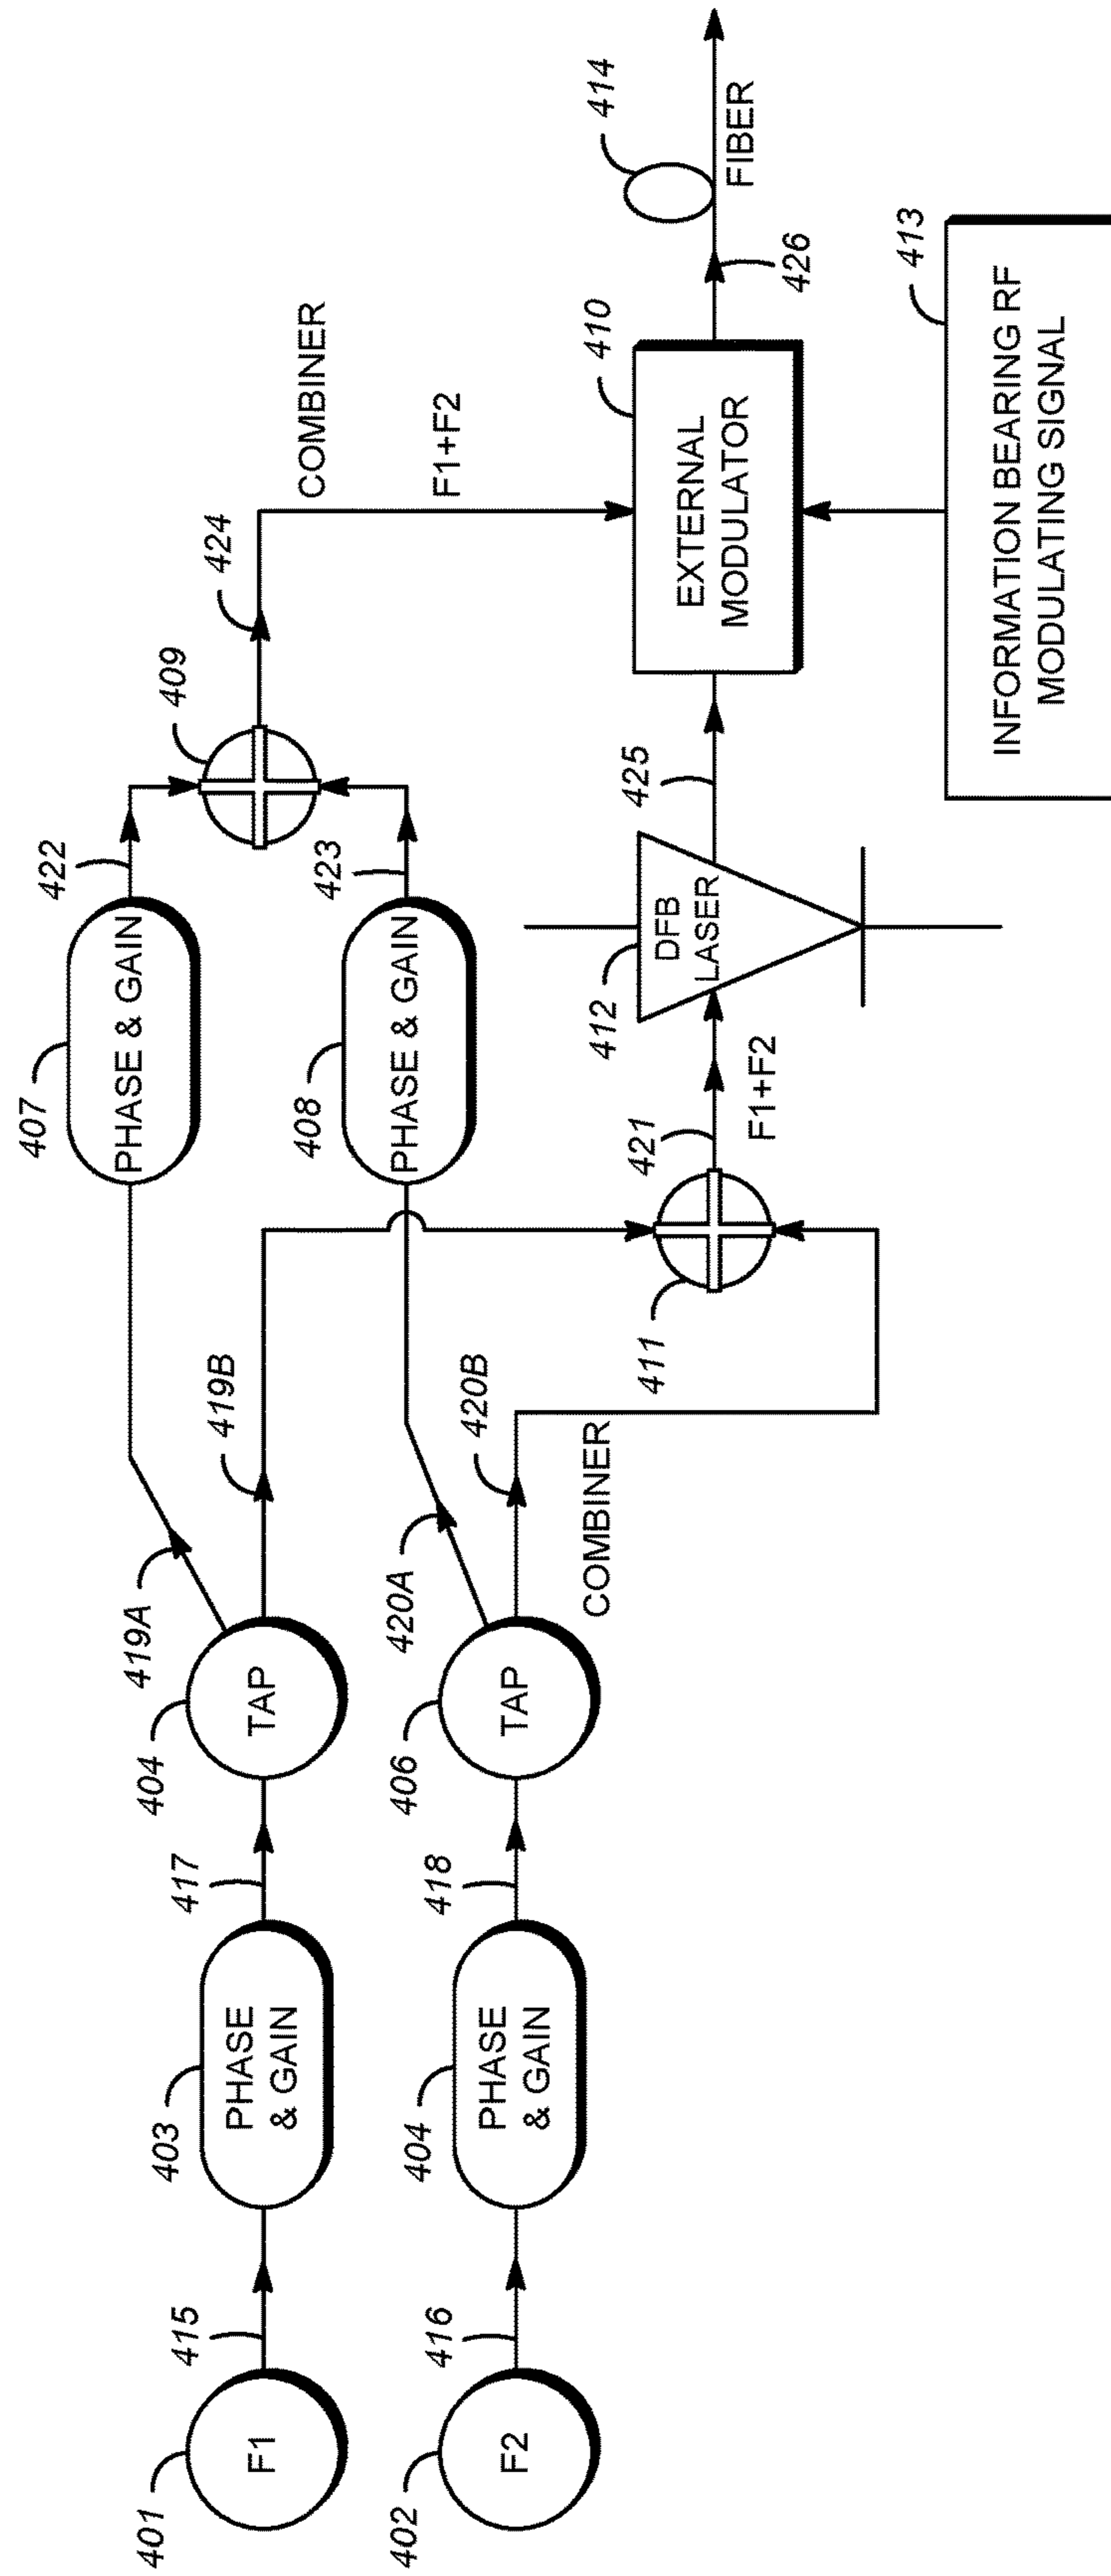 401
F1
415
403
PHASE
& GAIN
417
404
TAP
419A
419B
407
PHASE & GAIN
422
409
424
COMBINER
F1+F2
402
F2
416
404
PHASE
& GAIN
418
406
TAP
420A
420B
COMBINER
408
PHASE & GAIN
423
411
421
F1+F2
412
DFB
LASER
425
410
EXTERNAL
MODULATOR
426
414
FIBER
413
INFORMATION BEARING RF
MODULATING SIGNAL